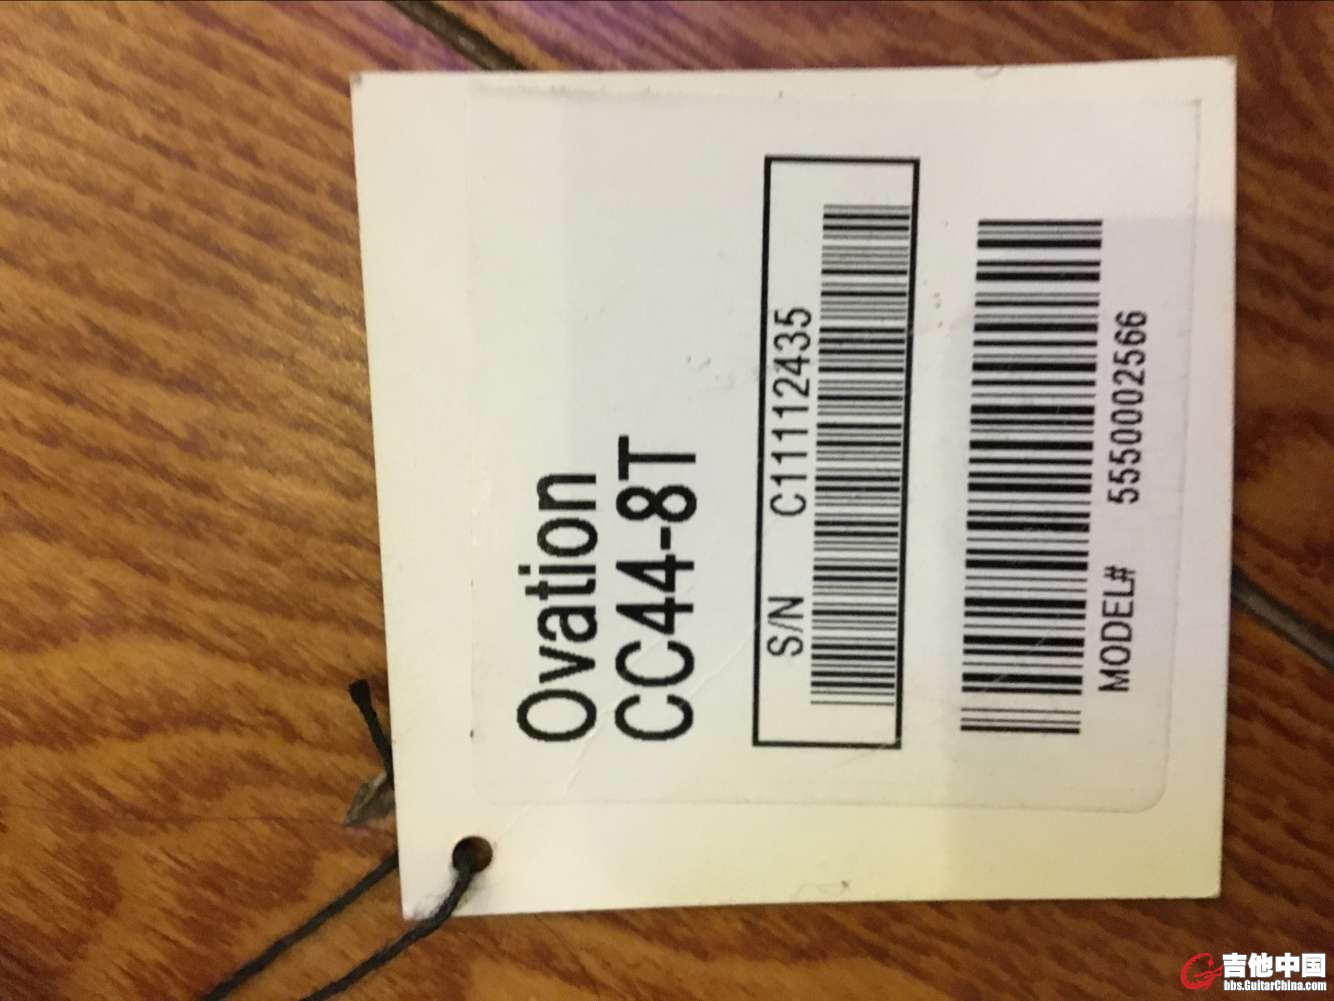 Ovation
CC44-8T
S/N C11112435
MODEL# 5550002566
吉他中国
bbs.GuitarChina.com